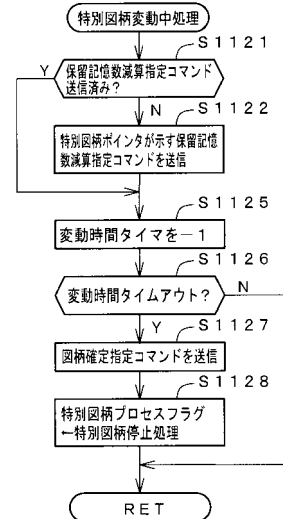 特別図柄変動中処理
S1121
保留記憶数減算指定コマンド
送信済み?
Y
N
S1122
特別図柄ポインタが示す保留記憶
数減算指定コマンドを送信
S1125
変動時間タイマを-1
S1126
変動時間タイムアウト?
N
Y
S1127
図柄確定指定コマンドを送信
S1128
特別図柄プロセスフラグ
←特別図柄停止処理
RET